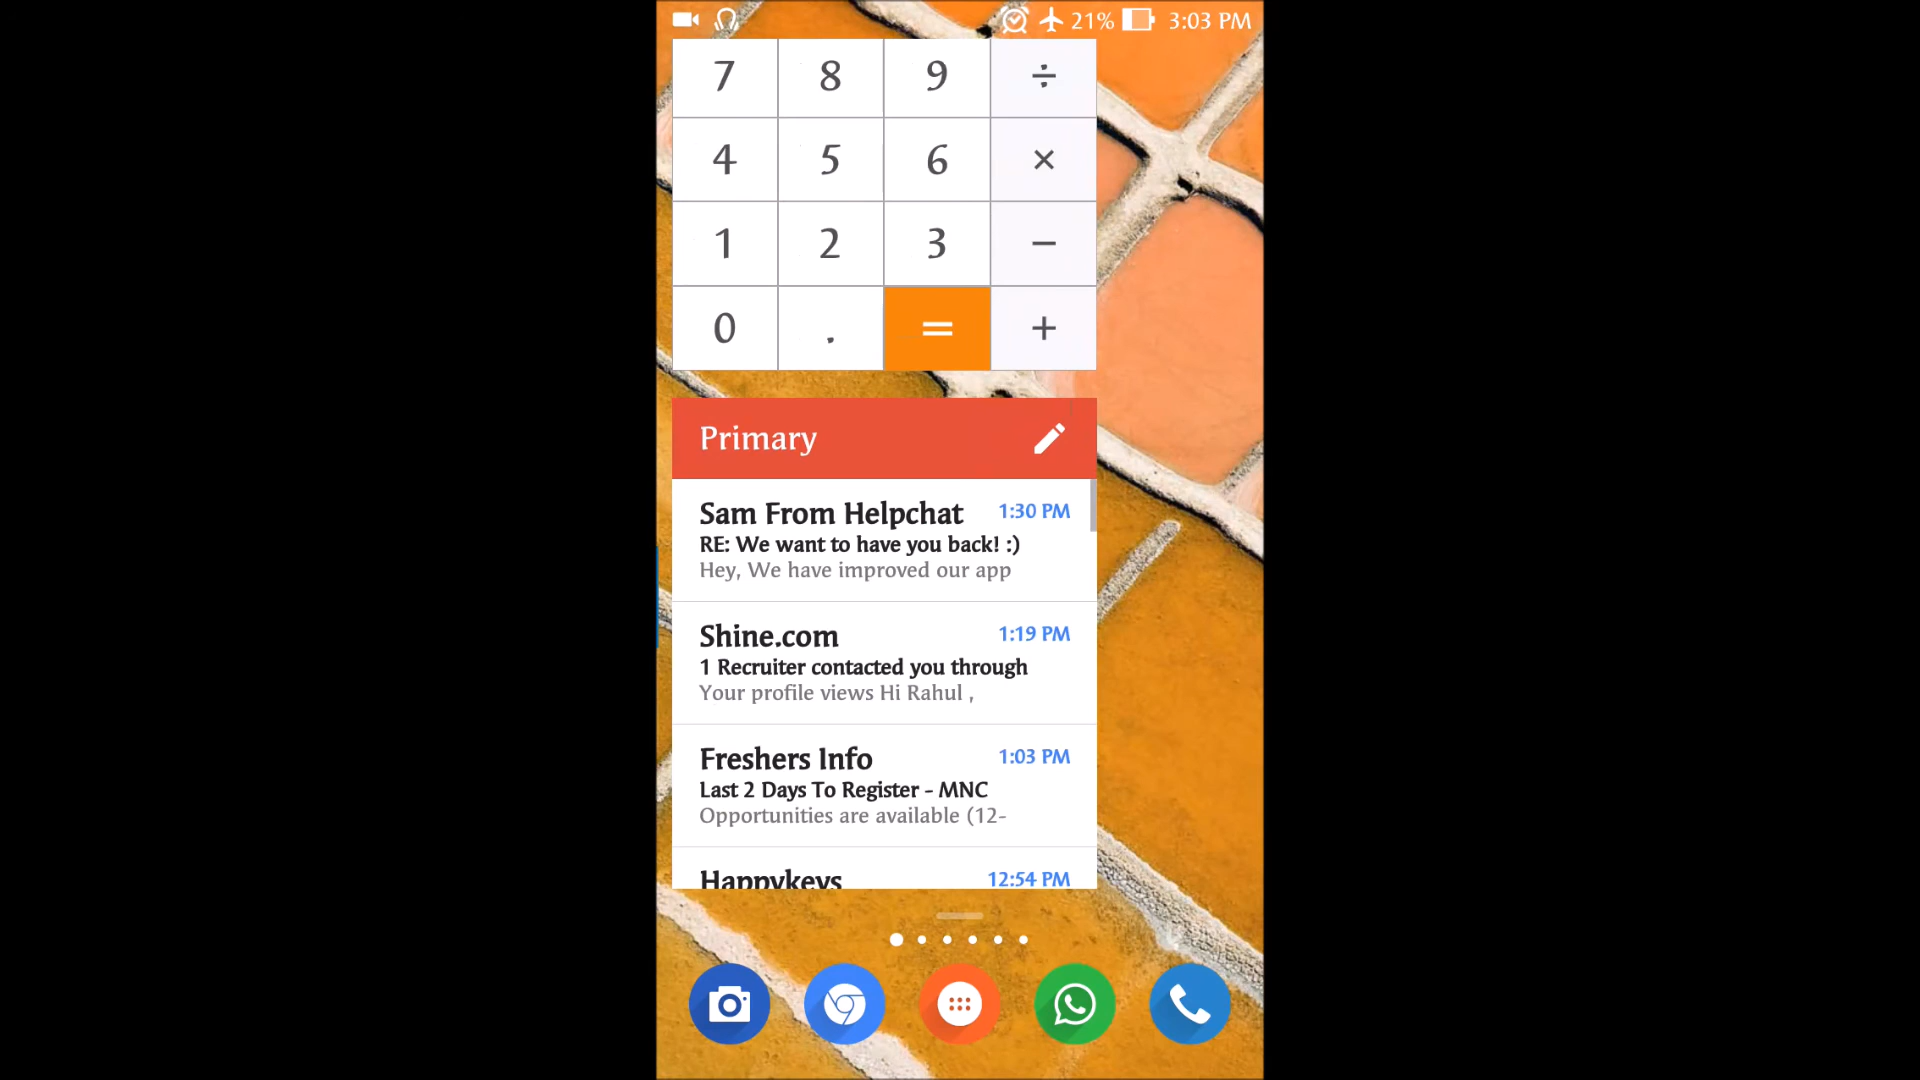 21% 3:03 PM
7 8 9 ÷
4 5 6 ×
1 2 3 −
0 . = +
Primary
Sam From Helpchat 1:30 PM
RE: We want to have you back! :)
Hey, We have improved our app
Shine.com 1:19 PM
1 Recruiter contacted you through
Your profile views Hi Rahul ,
Freshers Info 1:03 PM
Last 2 Days To Register - MNC
Opportunities are available (12-
Happykeys 12:54 PM